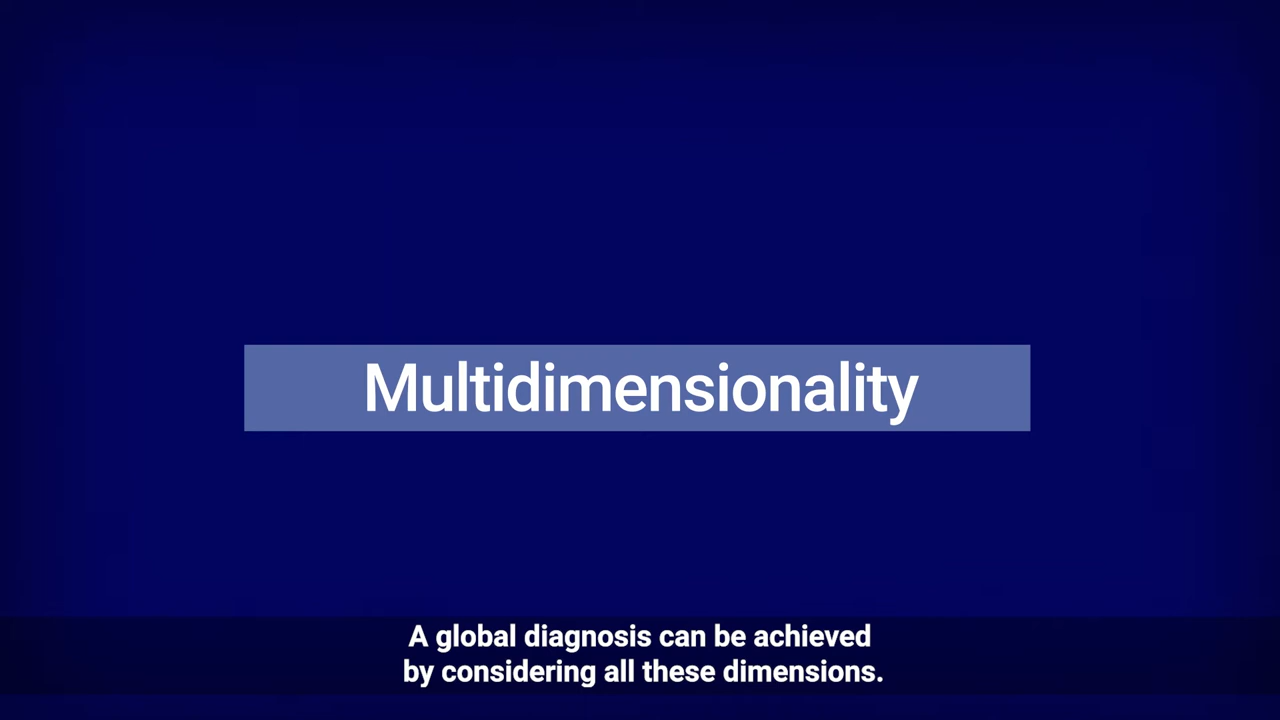 Multidimensionality
A global diagnosis can be achieved
by considering all these dimensions.